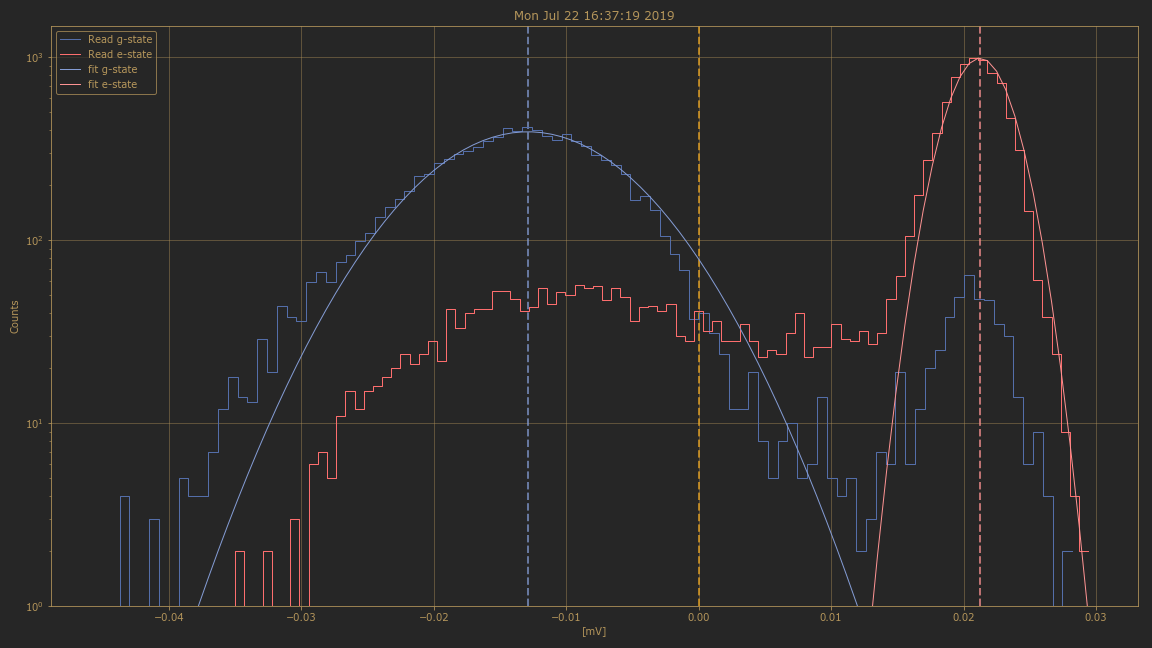 Mon Jul 22 16:37:19 2019
Read g-state
Read e-state
fit g-state
fit e-state
Counts
10³
10²
10¹
10⁰
−0.04 −0.03 −0.02 −0.01 0.00 0.01 0.02 0.03
[mV]